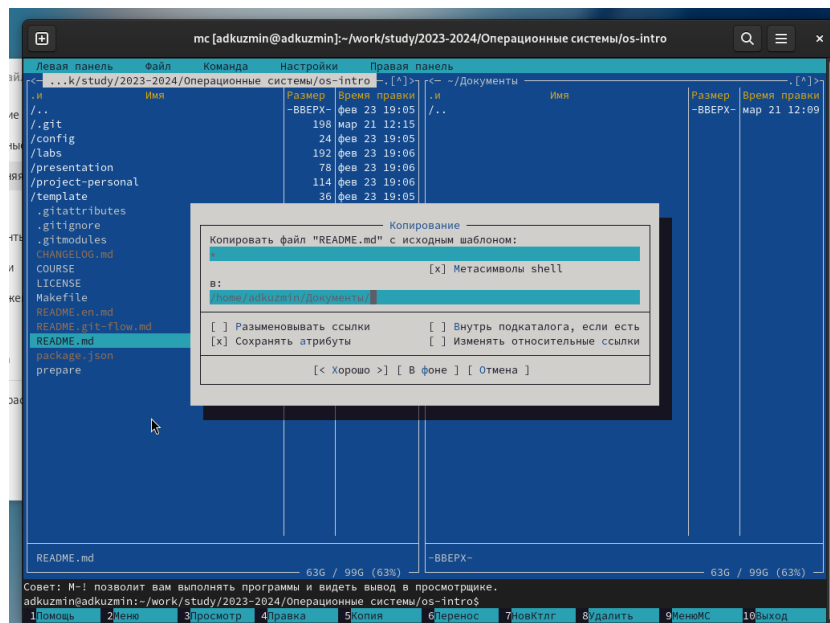 mc [adkuzmin@adkuzmin]:~/work/study/2023-2024/Операционные системы/os-intro
Левая панель Файл Команда Настройки Правая панель
<— ...k/study/2023-2024/Операционные системы/os-intro —.[^]>
.и Имя Размер Время правки
/.. -ВВЕРХ- фев 23 19:05
/.git 198 мар 21 12:15
/config 24 фев 23 19:05
/labs 192 фев 23 19:06
/presentation 78 фев 23 19:06
/project-personal 114 фев 23 19:06
/template 36 фев 23 19:05
.gitattributes
.gitignore
.gitmodules
CHANGELOG.md
COURSE
LICENSE
Makefile
README.en.md
README.git-flow.md
README.md
package.json
prepare
README.md
63G / 99G (63%)
<— ~/Документы —.[^]>
.и Имя Размер Время правки
/.. -ВВЕРХ- мар 21 12:09
-ВВЕРХ-
63G / 99G (63%)
Копирование
Копировать файл "README.md" с исходным шаблоном:
*
[x] Метасимволы shell
в:
/home/adkuzmin/Документы/
[ ] Разыменовывать ссылки [ ] Внутрь подкаталога, если есть
[x] Сохранять атрибуты [ ] Изменять относительные ссылки
[< Хорошо >] [ В фоне ] [ Отмена ]
Совет: M-! позволит вам выполнять программы и видеть вывод в просмотрщике.
adkuzmin@adkuzmin:~/work/study/2023-2024/Операционные системы/os-intro$
1Помощь 2Меню 3Просмотр 4Правка 5Копия 6Перенос 7НовКтлг 8Удалить 9МенюМС 10Выход